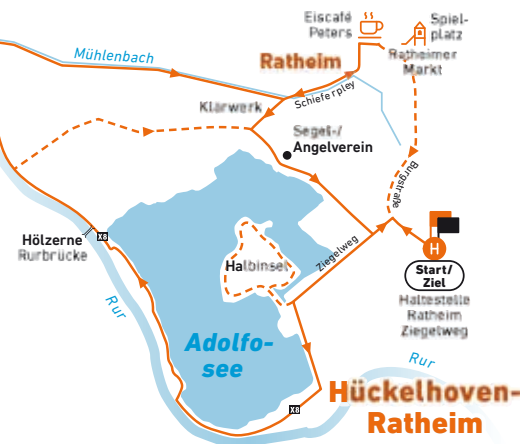 Eiscafé
Peters
Spiel-
platz
Mühlenbach
Ratheim
Ratheimer
Markt
Schieferpley
Klärwerk
Segel-/
Angelverein
Burgstraße
Hölzerne
Rurbrücke
X8
Halbinsel
Ziegelweg
H
Start/
Ziel
Haltestelle
Ratheim
Ziegelweg
Rur
Adolfo-
see
Rur
X8
Hückelhoven-
Ratheim